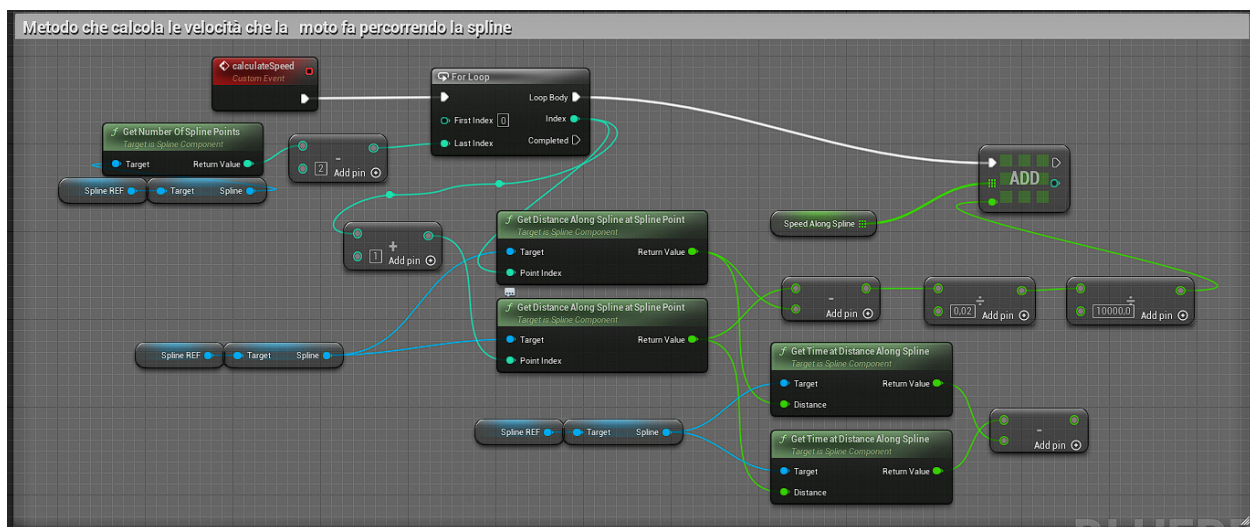 Metodo che calcola le velocità che la moto fa percorrendo la spline
calculateSpeed
Custom Event
For Loop
Loop Body
First Index 0
Index
Last Index
Completed
Get Number Of Spline Points
Target is Spline Component
Target Return Value
-
2 Add pin
Spline REF Target Spline
+
1 Add pin
Get Distance Along Spline at Spline Point
Target is Spline Component
Target Return Value
Point Index
ADD
Speed Along Spline
Get Distance Along Spline at Spline Point
Target is Spline Component
Target Return Value
Point Index
-
Add pin
÷
0,02 Add pin
÷
10000,0 Add pin
Spline REF Target Spline
Get Time at Distance Along Spline
Target is Spline Component
Target Return Value
Distance
Spline REF Target Spline
-
Add pin
Get Time at Distance Along Spline
Target is Spline Component
Target Return Value
Distance